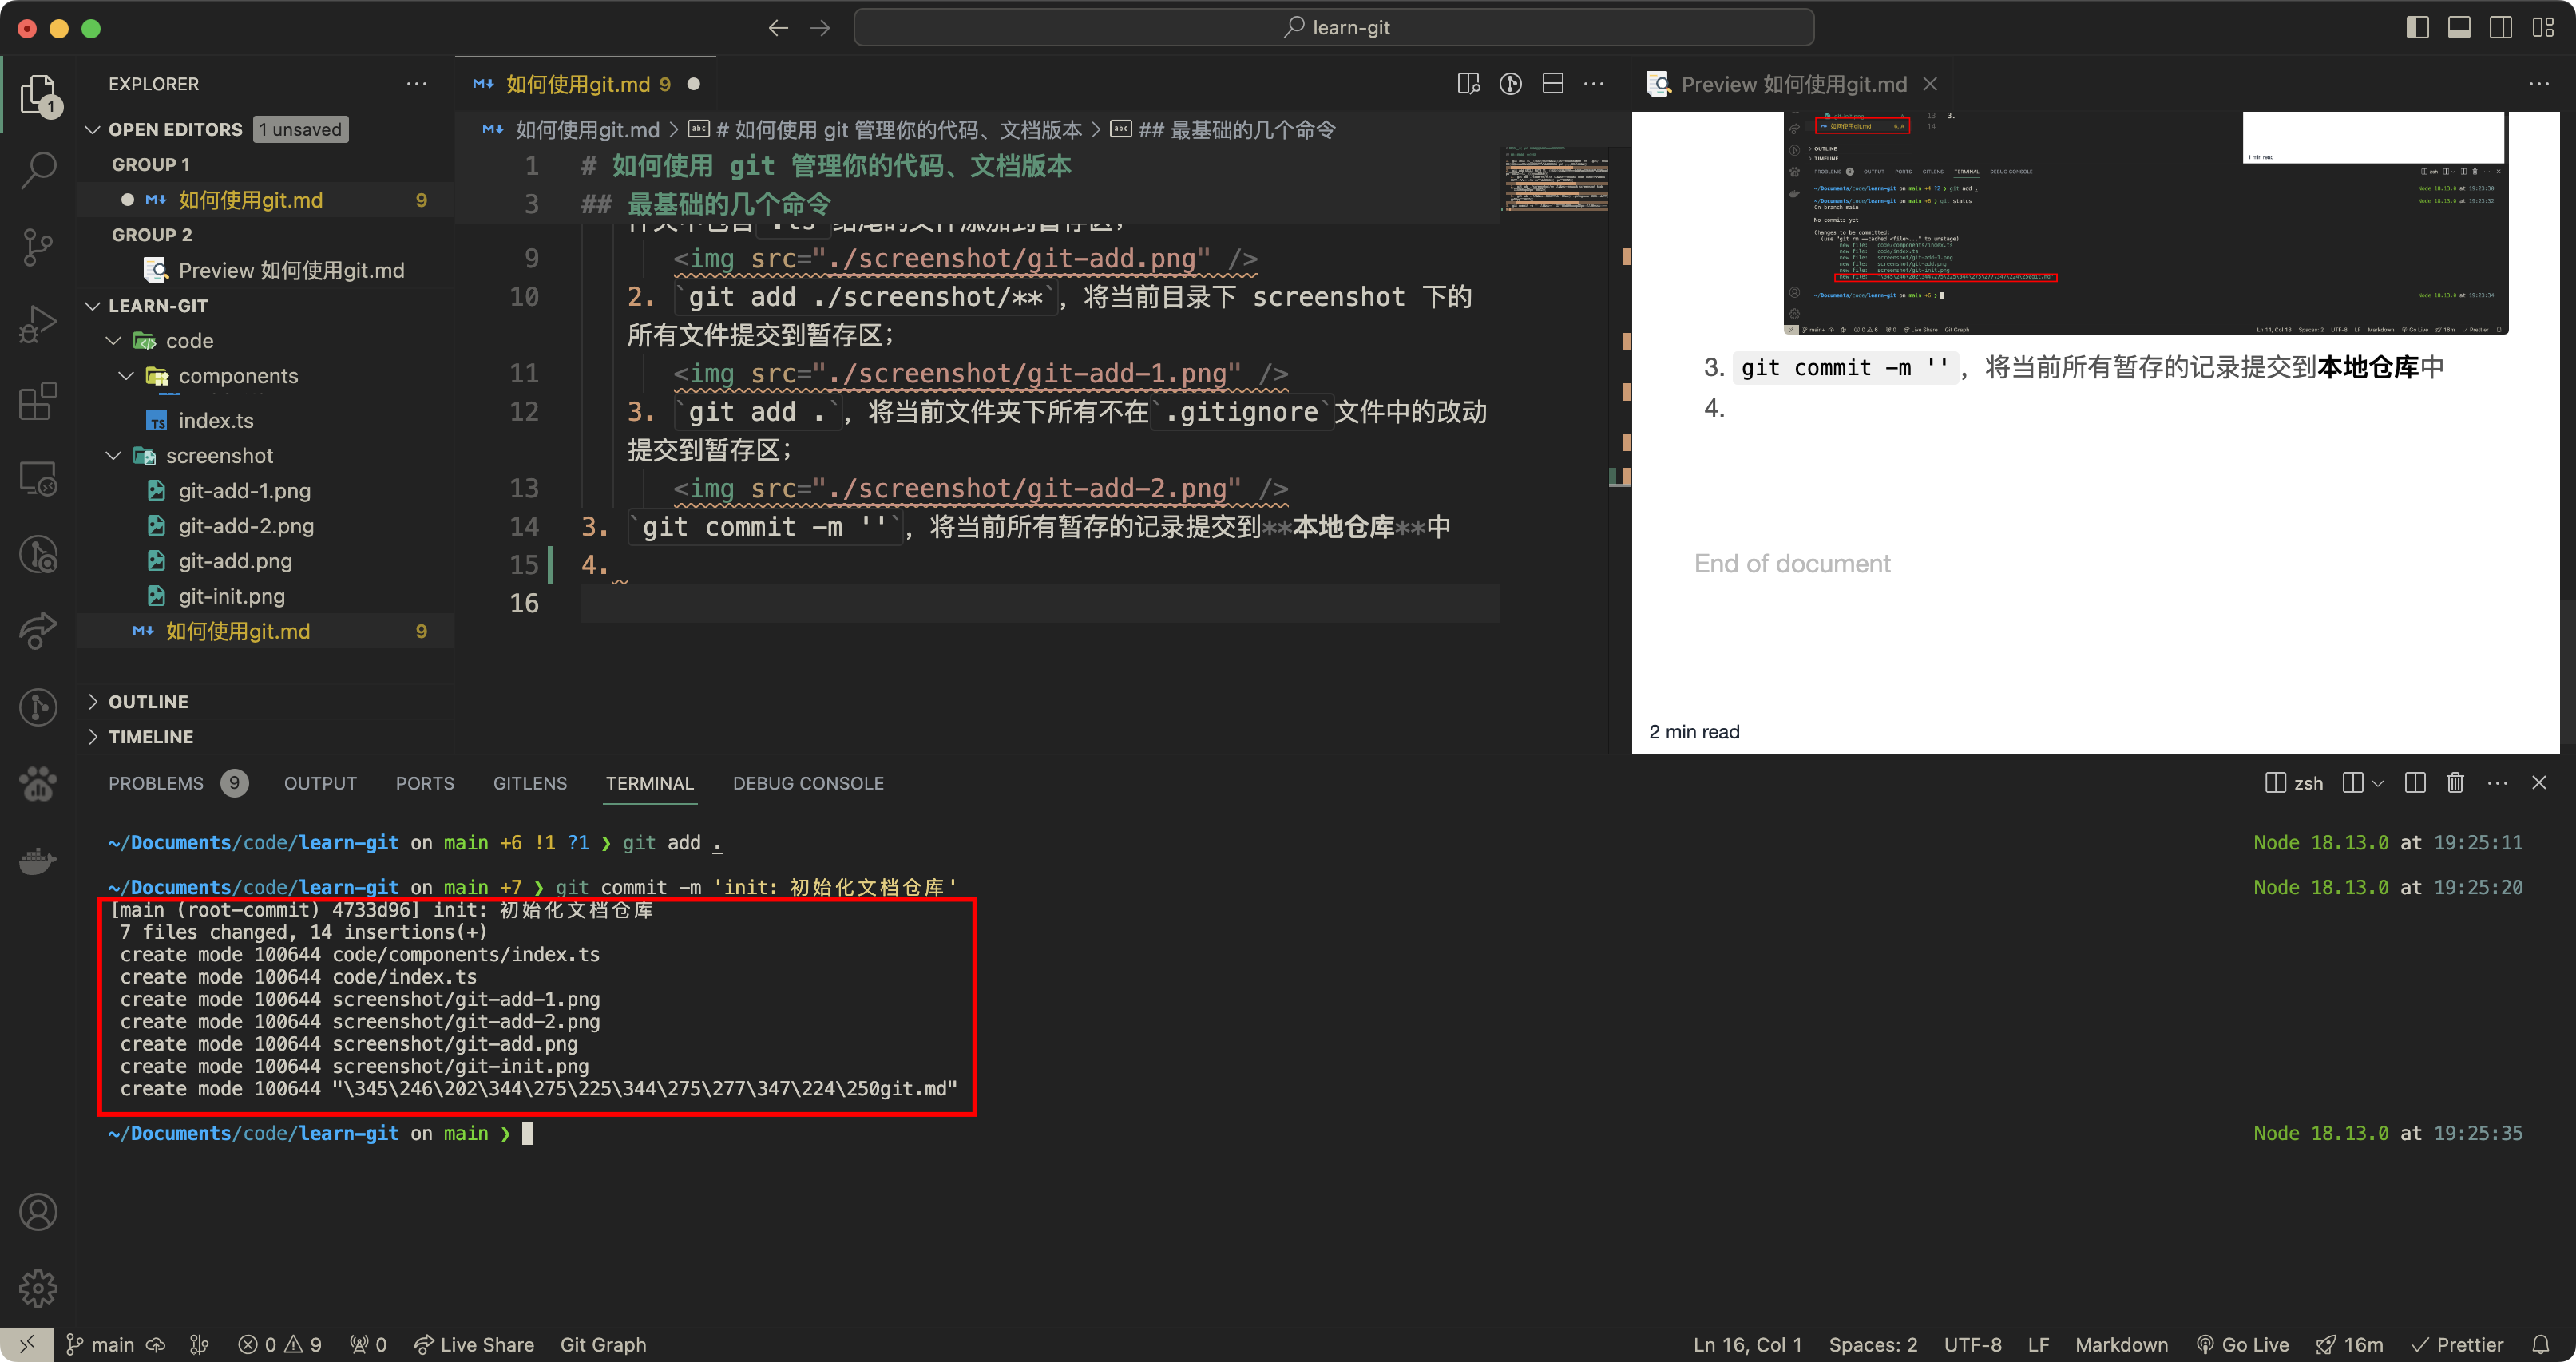 learn-git
EXPLORER
OPEN EDITORS 1 unsaved
GROUP 1
如何使用git.md 9
GROUP 2
Preview 如何使用git.md
LEARN-GIT
code
components
index.ts
screenshot
git-add-1.png
git-add-2.png
git-add.png
git-init.png
如何使用git.md 9
OUTLINE
TIMELINE
如何使用git.md 9
如何使用git.md > # 如何使用 git 管理你的代码、文档版本 > ## 最基础的几个命令
1 # 如何使用 git 管理你的代码、文档版本
3 ## 最基础的几个命令
9 <img src="./screenshot/git-add.png" />
10 2. `git add ./screenshot/**`，将当前目录下 screenshot 下的
所有文件提交到暂存区；
11 <img src="./screenshot/git-add-1.png" />
12 3. `git add .`，将当前文件夹下所有不在`.gitignore`文件中的改动
提交到暂存区；
13 <img src="./screenshot/git-add-2.png" />
14 3. `git commit -m ''`，将当前所有暂存的记录提交到**本地仓库**中
15 4.
16
Preview 如何使用git.md
3. git commit -m ''，将当前所有暂存的记录提交到本地仓库中
4.
End of document
2 min read
PROBLEMS 9 OUTPUT PORTS GITLENS TERMINAL DEBUG CONSOLE
zsh
~/Documents/code/learn-git on main +6 !1 ?1 ❯ git add . Node 18.13.0 at 19:25:11
~/Documents/code/learn-git on main +7 ❯ git commit -m 'init: 初始化文档仓库' Node 18.13.0 at 19:25:20
[main (root-commit) 4733d96] init: 初始化文档仓库
7 files changed, 14 insertions(+)
create mode 100644 code/components/index.ts
create mode 100644 code/index.ts
create mode 100644 screenshot/git-add-1.png
create mode 100644 screenshot/git-add-2.png
create mode 100644 screenshot/git-add.png
create mode 100644 screenshot/git-init.png
create mode 100644 "\345\246\202\344\275\225\344\275\277\347\224\250git.md"
~/Documents/code/learn-git on main ❯ Node 18.13.0 at 19:25:35
main 0 9 0 Live Share Git Graph Ln 16, Col 1 Spaces: 2 UTF-8 LF Markdown Go Live 16m Prettier